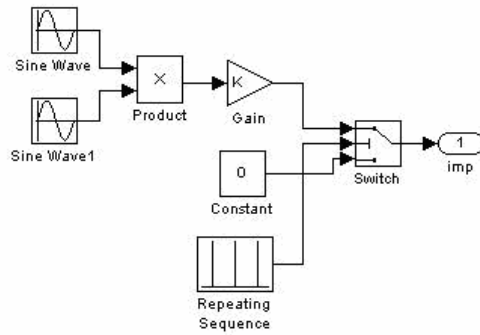 Sine Wave
Sine Wave1
×
Product
K
Gain
0
Constant
Switch
1
imp
Repeating
Sequence